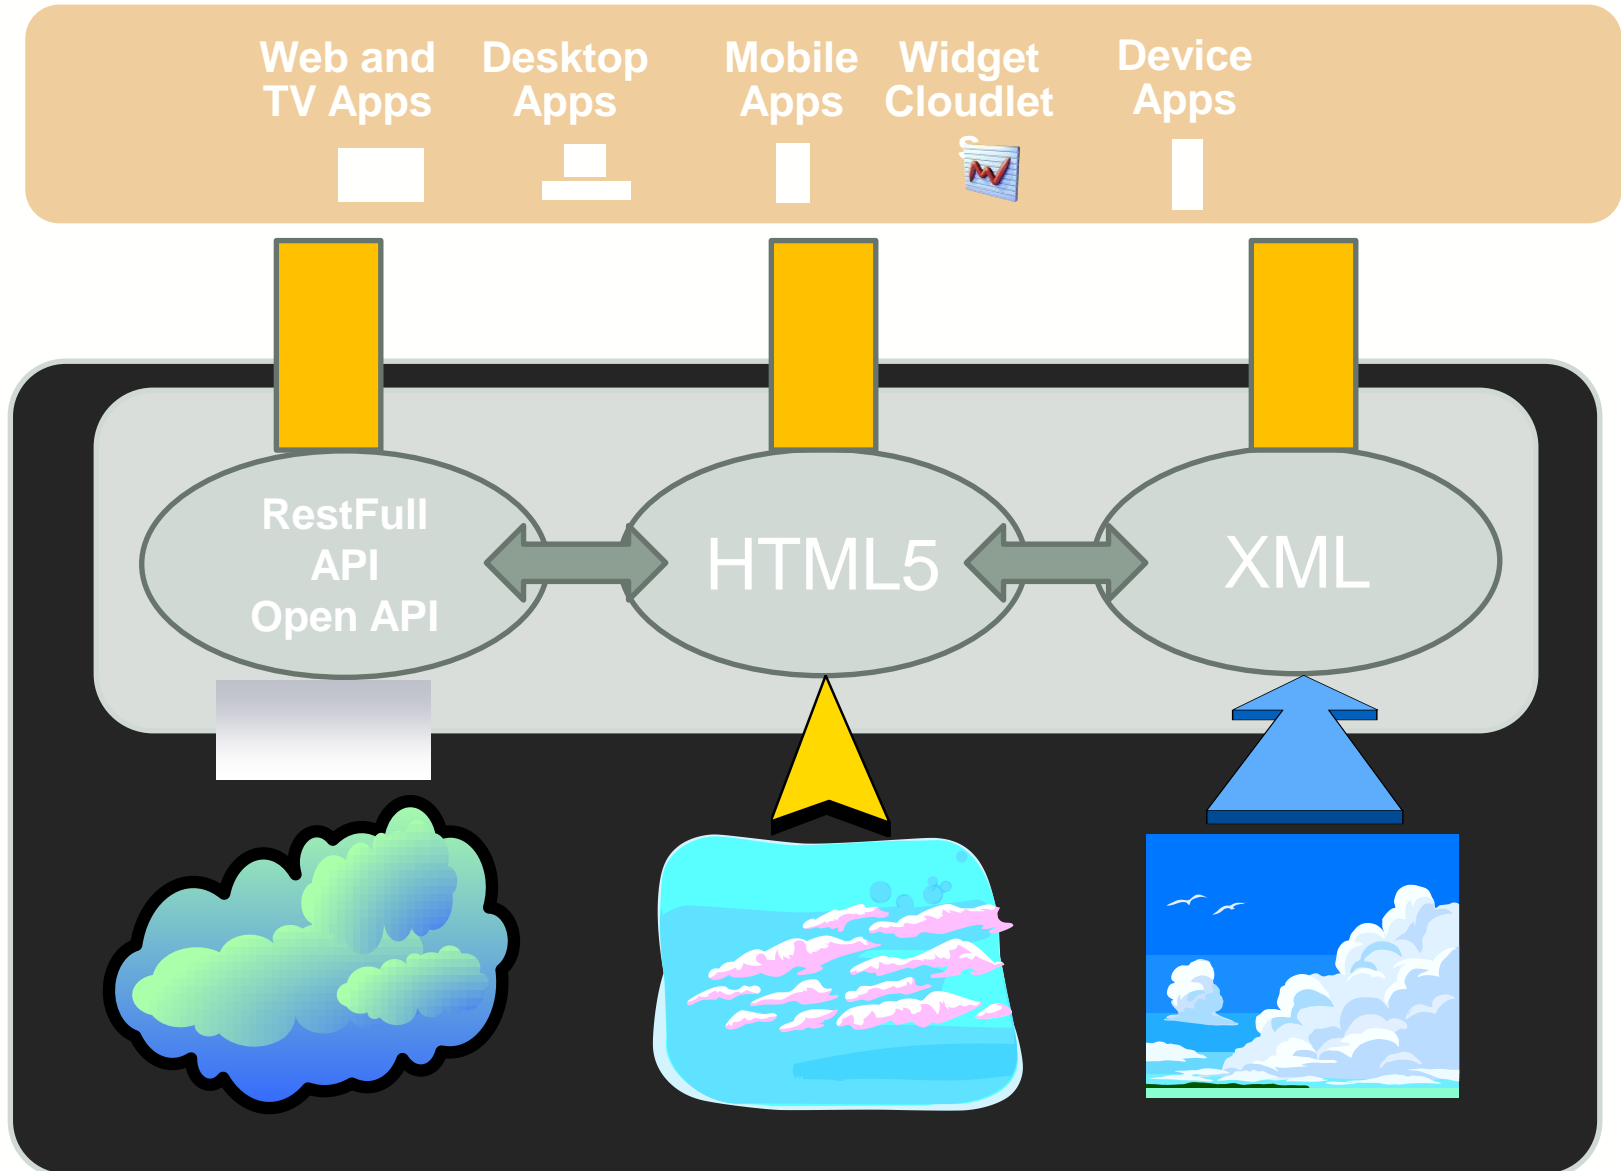 Web and
TV Apps
Desktop
Apps
Mobile
Apps
Widget
Cloudlet
s
Device
Apps
RestFull
API
Open API
HTML5
XML